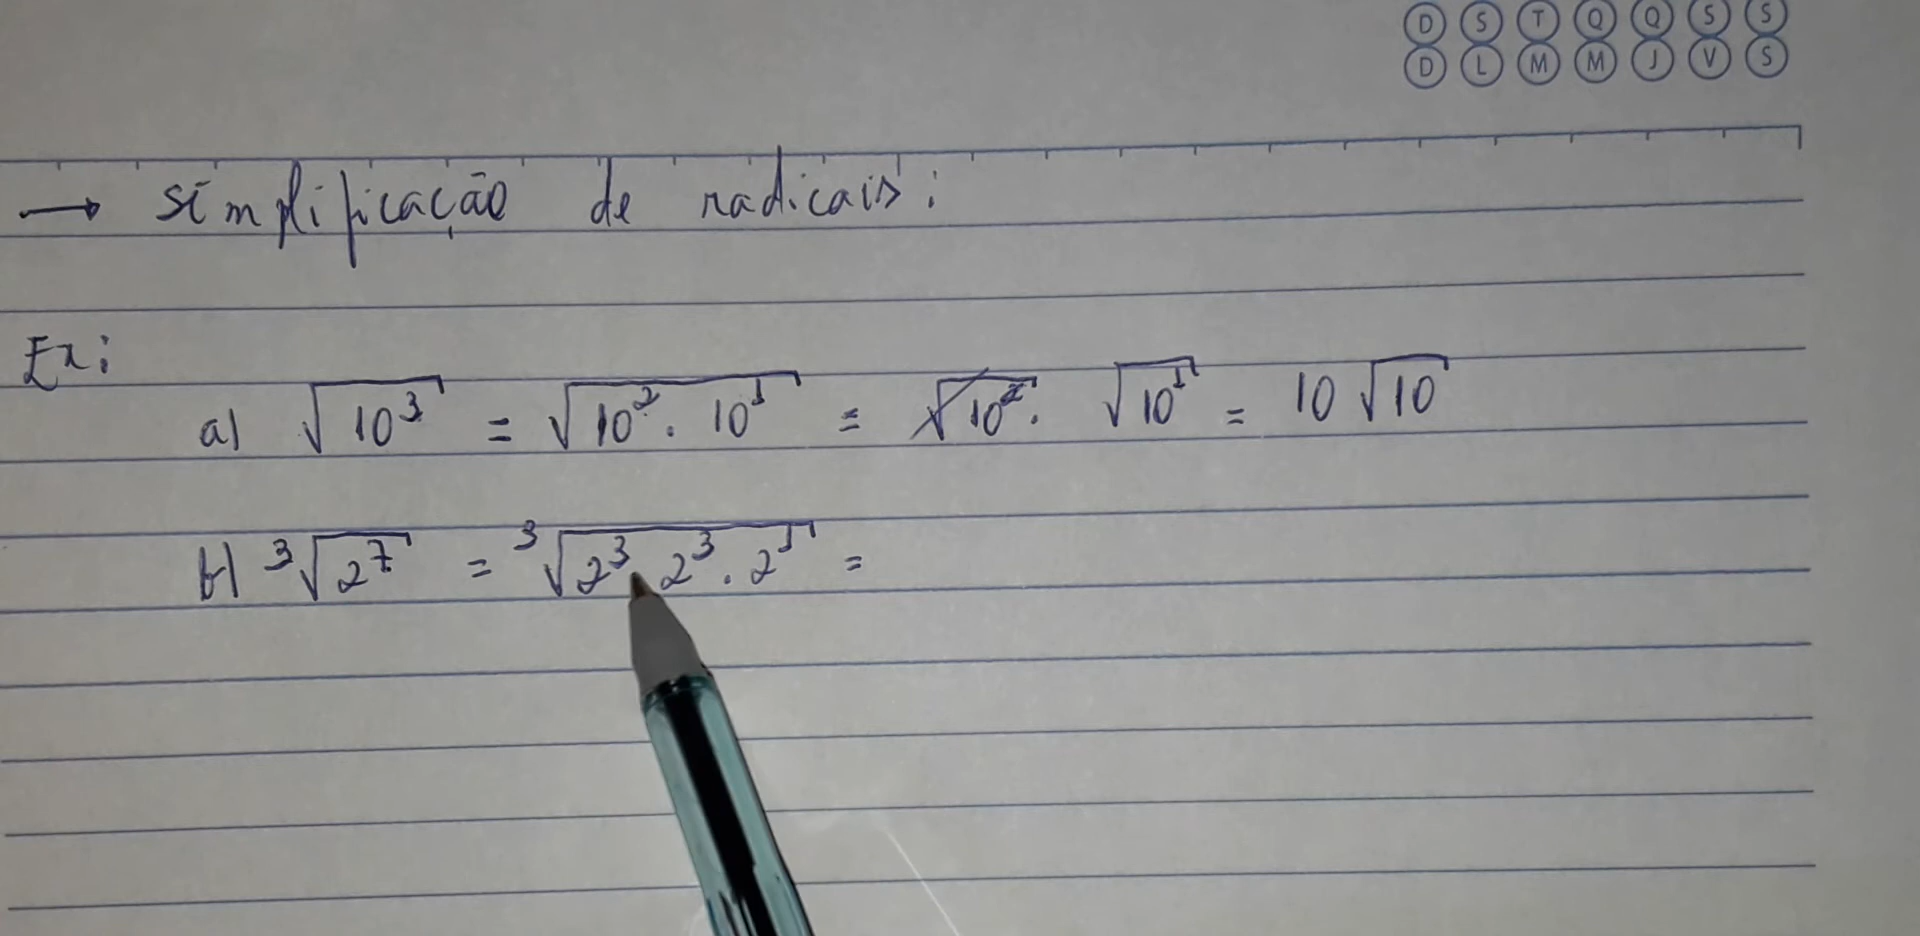 D S T Q Q S S
D L M M J V S
→ simplificação de radicais:
Ex:
a) √10³ = √10² . 10¹ = √10² . √10¹ = 10 √10
b) ³√2⁷ = ³√2³ . 2³ . 2¹ =